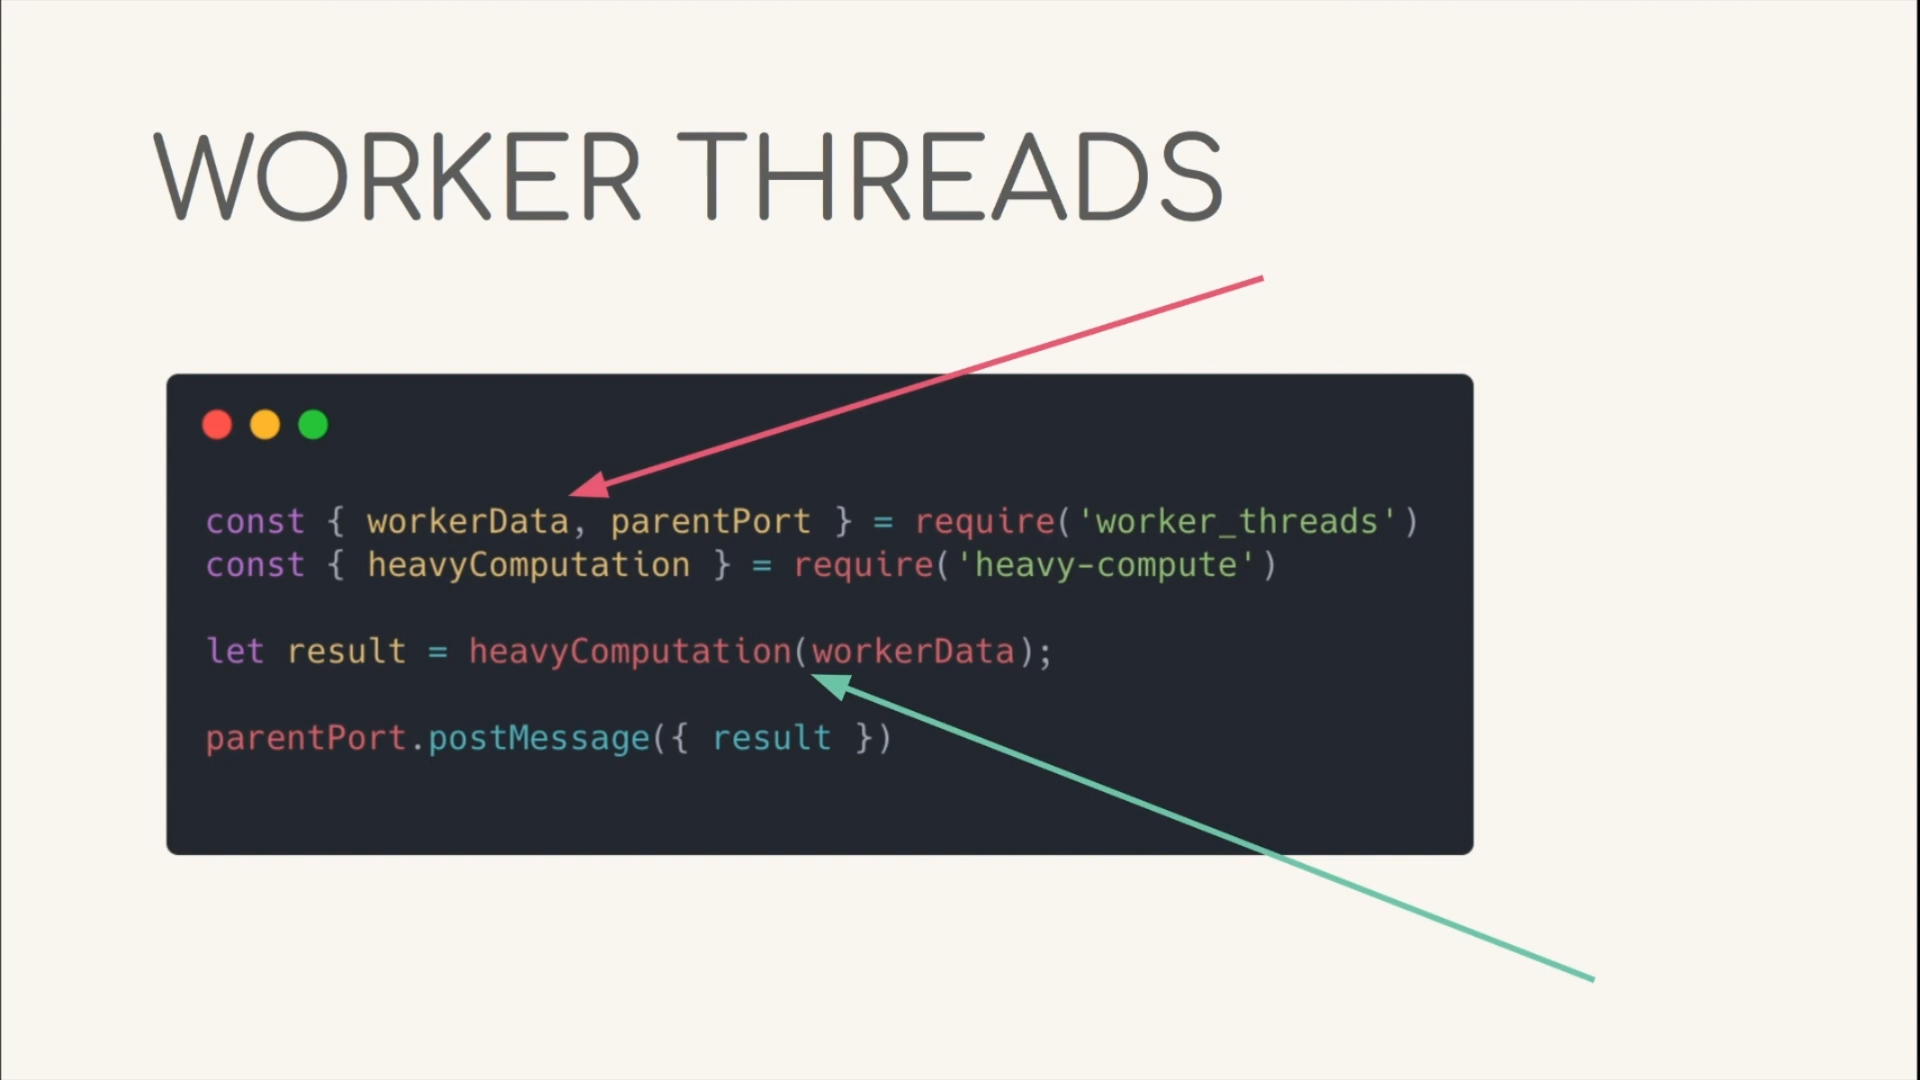 WORKER THREADS
const { workerData, parentPort } = require('worker_threads')
const { heavyComputation } = require('heavy-compute')
let result = heavyComputation(workerData);
parentPort.postMessage({ result })